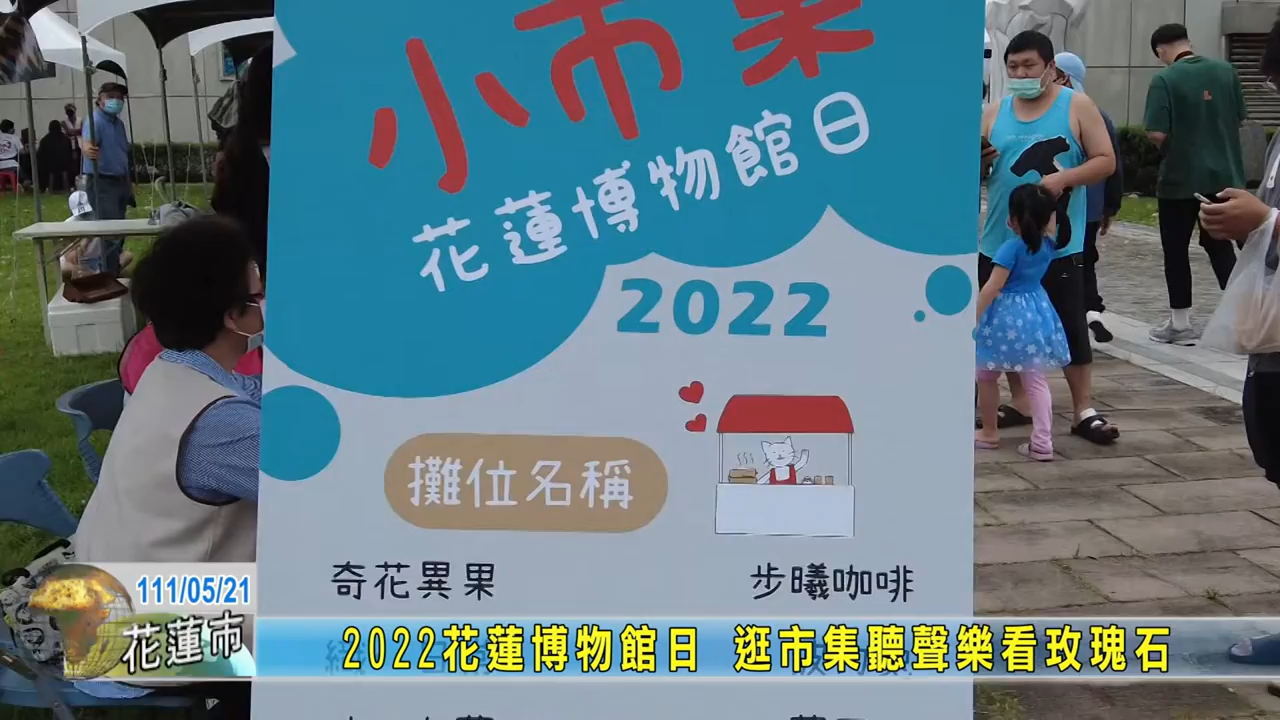 小市集
花蓮博物館日
2022
攤位名稱
奇花異果
步曦咖啡
111/05/21
花蓮市
2022花蓮博物館日 逛市集聽聲樂看玫瑰石